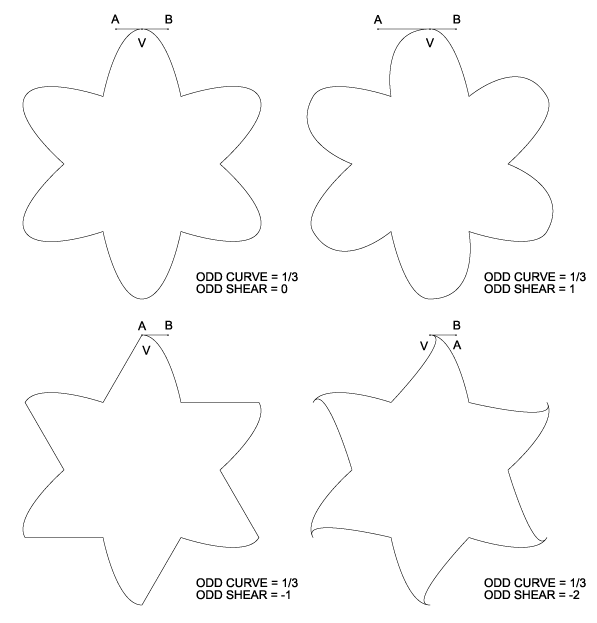 A B
V
ODD CURVE = 1/3
ODD SHEAR = 0
A B
V
ODD CURVE = 1/3
ODD SHEAR = 1
A B
V
ODD CURVE = 1/3
ODD SHEAR = -1
B
V A
ODD CURVE = 1/3
ODD SHEAR = -2